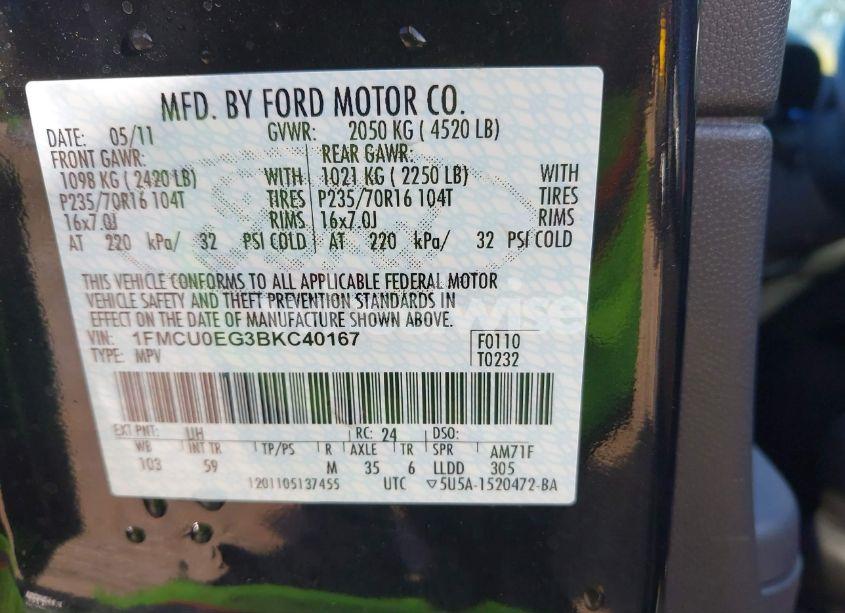 MFD. BY FORD MOTOR CO.
DATE: 05/11 GVWR: 2050 KG ( 4520 LB)
FRONT GAWR: REAR GAWR:
1098 KG ( 2420 LB) WITH 1021 KG ( 2250 LB) WITH
P235/70R16 104T TIRES P235/70R16 104T TIRES
16x7.0J RIMS 16x7.0J RIMS
AT 220 kPa/ 32 PSI COLD AT 220 kPa/ 32 PSI COLD
THIS VEHICLE CONFORMS TO ALL APPLICABLE FEDERAL MOTOR
VEHICLE SAFETY AND THEFT PREVENTION STANDARDS IN
EFFECT ON THE DATE OF MANUFACTURE SHOWN ABOVE.
VIN: 1FMCU0EG3BKC40167 F0110
TYPE: MPV T0232
EXT PNT: UH RC: 24 DSO:
WB INT TR TP/PS R AXLE TR SPR AM71F
103 59 M 35 6 LLDD 305
1201105137455 UTC ▽5U5A-1520472-BA